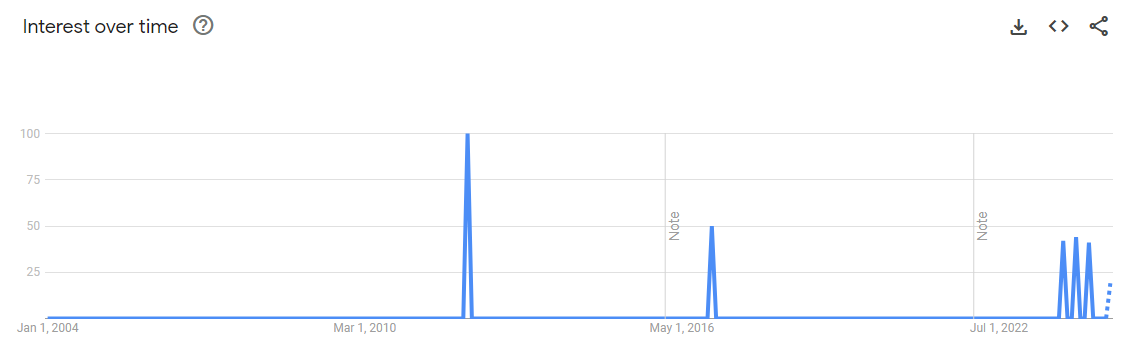 Interest over time
100
75
50
25
Note
Note
Jan 1, 2004
Mar 1, 2010
May 1, 2016
Jul 1, 2022